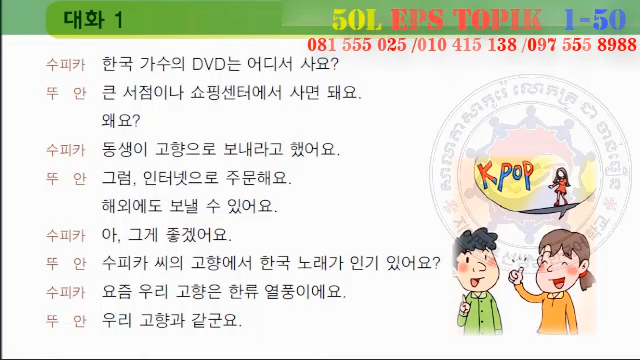 대화 1
50L EPS TOPIK 1-50
081 555 025 /010 415 138 /097 555 8988
수피카 한국 가수의 DVD는 어디서 사요?
뚜 안 큰 서점이나 쇼핑센터에서 사면 돼요.
왜요?
수피카 동생이 고향으로 보내라고 했어요.
뚜 안 그럼, 인터넷으로 주문해요.
해외에도 보낼 수 있어요.
수피카 아, 그게 좋겠어요.
뚜 안 수피카 씨의 고향에서 한국 노래가 인기 있어요?
수피카 요즘 우리 고향은 한류 열풍이에요.
뚜 안 우리 고향과 같군요.
KPOP